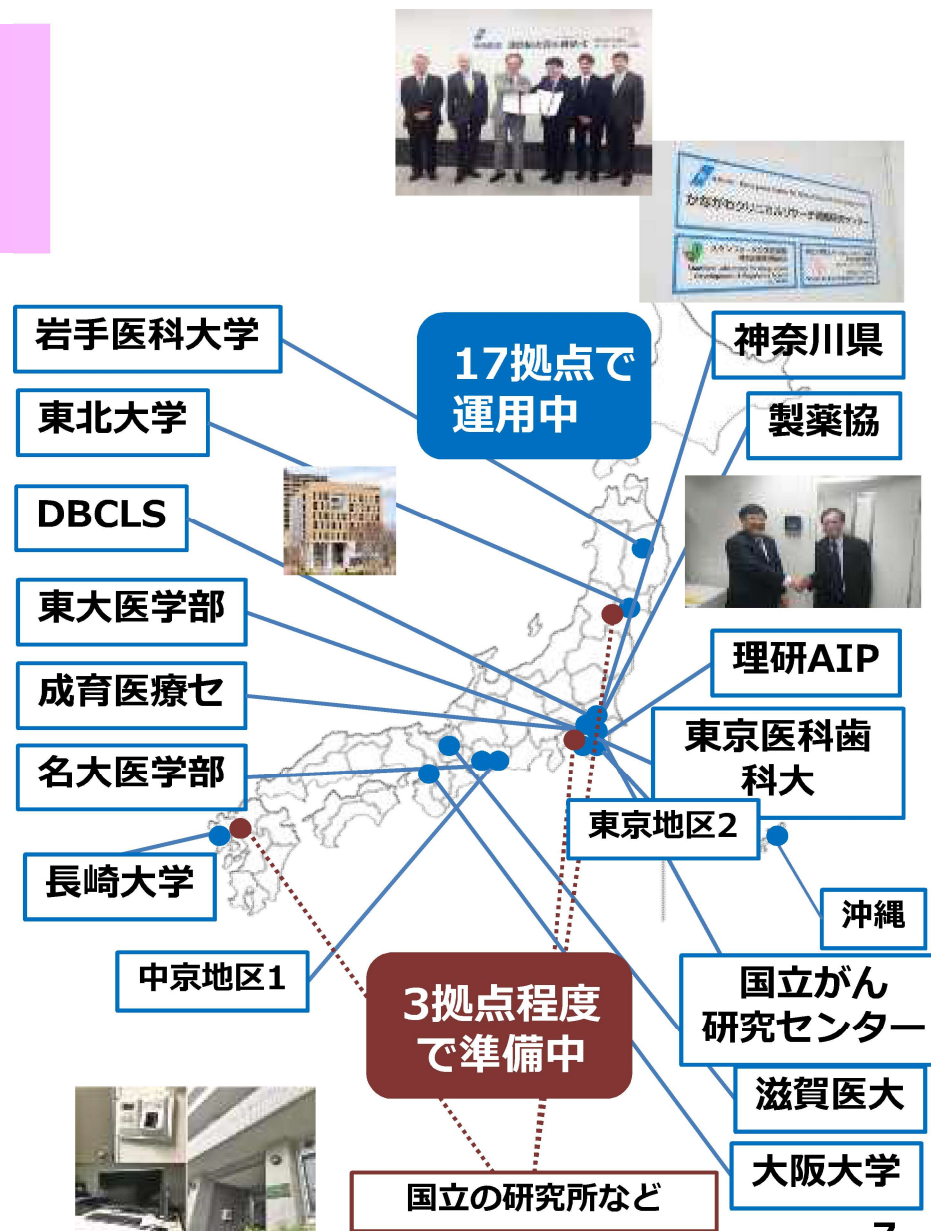 かながわクリニカルリサーチ戦略研究センター
岩手医科大学
17拠点で
運用中
神奈川県
東北大学
製薬協
DBCLS
東大医学部
理研AIP
成育医療セ
東京医科歯
科大
名大医学部
東京地区2
長崎大学
沖縄
中京地区1
3拠点程度
で準備中
国立がん
研究センター
滋賀医大
大阪大学
国立の研究所など
7